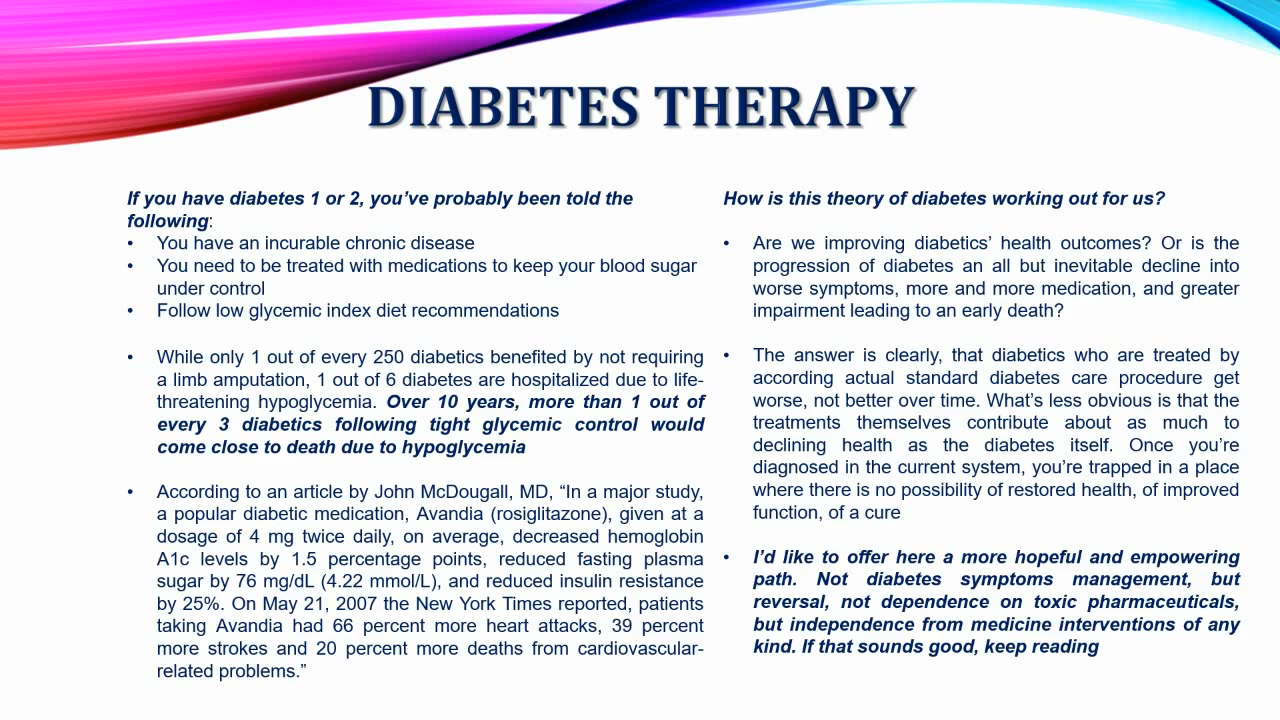 DIABETES THERAPY
If you have diabetes 1 or 2, you’ve probably been told the
following:
• You have an incurable chronic disease
• You need to be treated with medications to keep your blood sugar
under control
• Follow low glycemic index diet recommendations
• While only 1 out of every 250 diabetics benefited by not requiring
a limb amputation, 1 out of 6 diabetes are hospitalized due to life-
threatening hypoglycemia. Over 10 years, more than 1 out of
every 3 diabetics following tight glycemic control would
come close to death due to hypoglycemia
• According to an article by John McDougall, MD, “In a major study,
a popular diabetic medication, Avandia (rosiglitazone), given at a
dosage of 4 mg twice daily, on average, decreased hemoglobin
A1c levels by 1.5 percentage points, reduced fasting plasma
sugar by 76 mg/dL (4.22 mmol/L), and reduced insulin resistance
by 25%. On May 21, 2007 the New York Times reported, patients
taking Avandia had 66 percent more heart attacks, 39 percent
more strokes and 20 percent more deaths from cardiovascular-
related problems.”
How is this theory of diabetes working out for us?
• Are we improving diabetics’ health outcomes? Or is the
progression of diabetes an all but inevitable decline into
worse symptoms, more and more medication, and greater
impairment leading to an early death?
• The answer is clearly, that diabetics who are treated by
according actual standard diabetes care procedure get
worse, not better over time. What’s less obvious is that the
treatments themselves contribute about as much to
declining health as the diabetes itself. Once you’re
diagnosed in the current system, you’re trapped in a place
where there is no possibility of restored health, of improved
function, of a cure
• I’d like to offer here a more hopeful and empowering
path. Not diabetes symptoms management, but
reversal, not dependence on toxic pharmaceuticals,
but independence from medicine interventions of any
kind. If that sounds good, keep reading